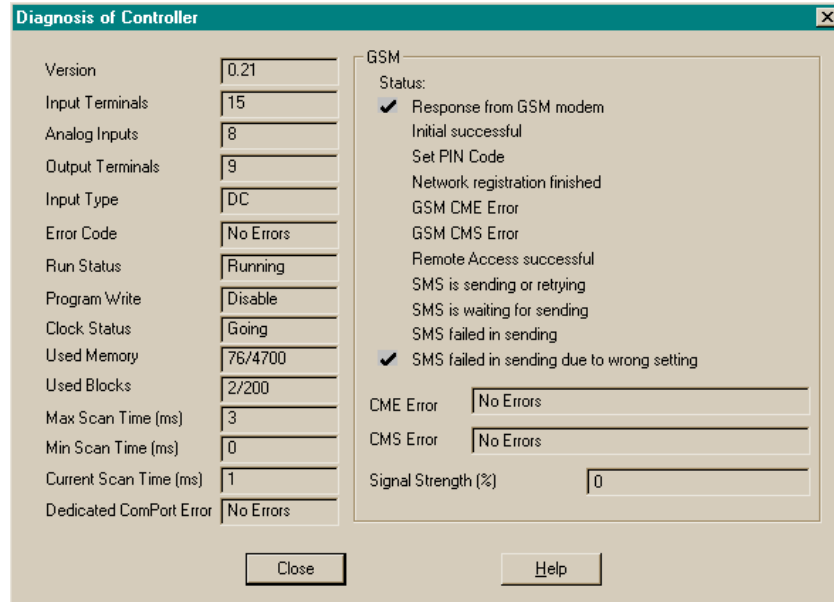 Diagnosis of Controller
Version 0.21
Input Terminals 15
Analog Inputs 8
Output Terminals 9
Input Type DC
Error Code No Errors
Run Status Running
Program Write Disable
Clock Status Going
Used Memory 76/4700
Used Blocks 2/200
Max Scan Time (ms) 3
Min Scan Time (ms) 0
Current Scan Time (ms) 1
Dedicated ComPort Error No Errors
GSM
Status:
Response from GSM modem
Initial successful
Set PIN Code
Network registration finished
GSM CME Error
GSM CMS Error
Remote Access successful
SMS is sending or retrying
SMS is waiting for sending
SMS failed in sending
SMS failed in sending due to wrong setting
CME Error No Errors
CMS Error No Errors
Signal Strength (%) 0
Close
Help